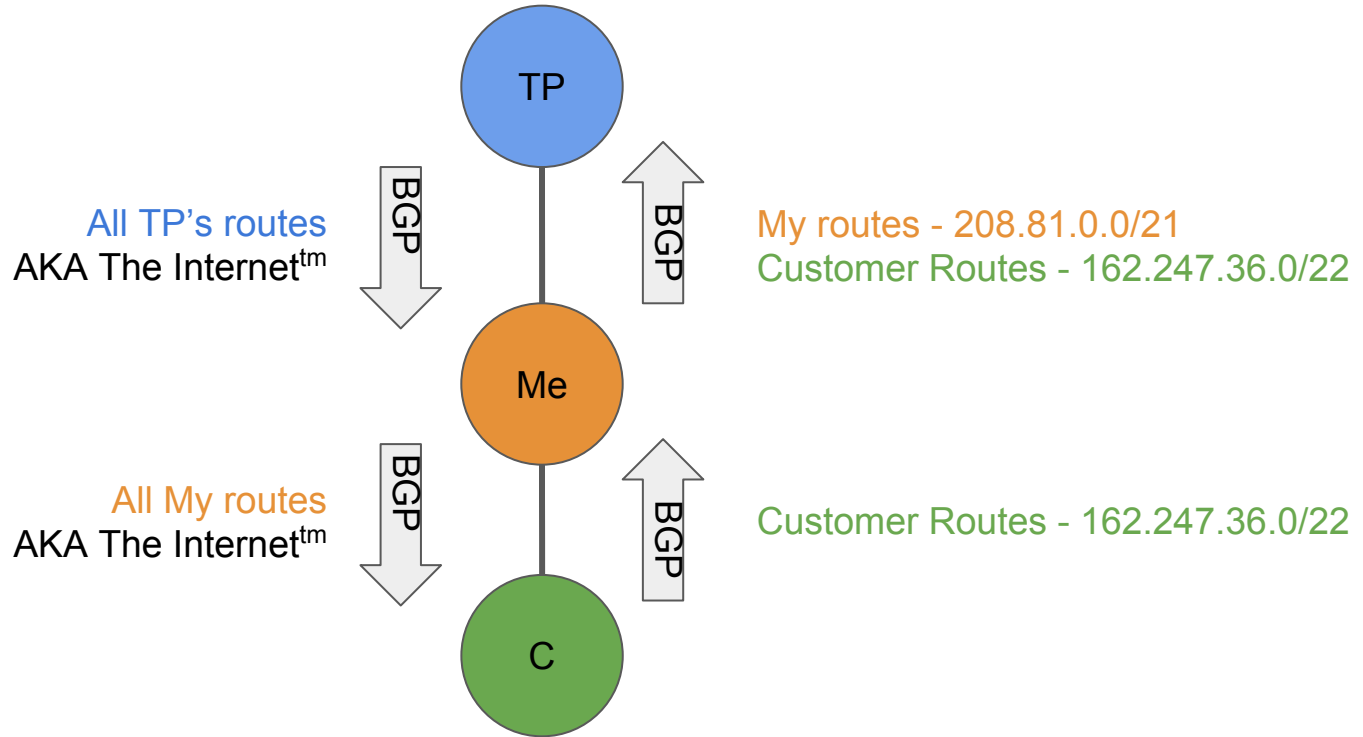 TP
BGP
BGP
All TP’s routes
AKA The Internet™
My routes - 208.81.0.0/21
Customer Routes - 162.247.36.0/22
Me
BGP
BGP
All My routes
AKA The Internet™
Customer Routes - 162.247.36.0/22
C